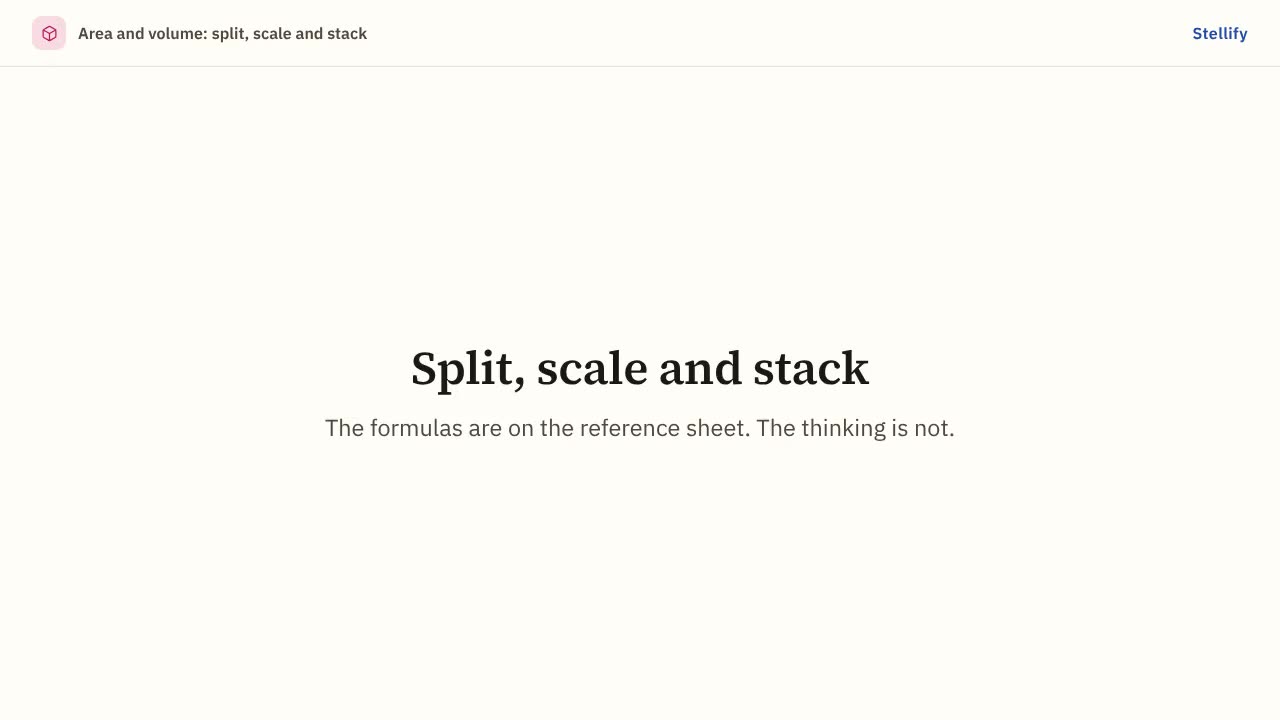 Area and volume: split, scale and stack
Stellify
Split, scale and stack
The formulas are on the reference sheet. The thinking is not.